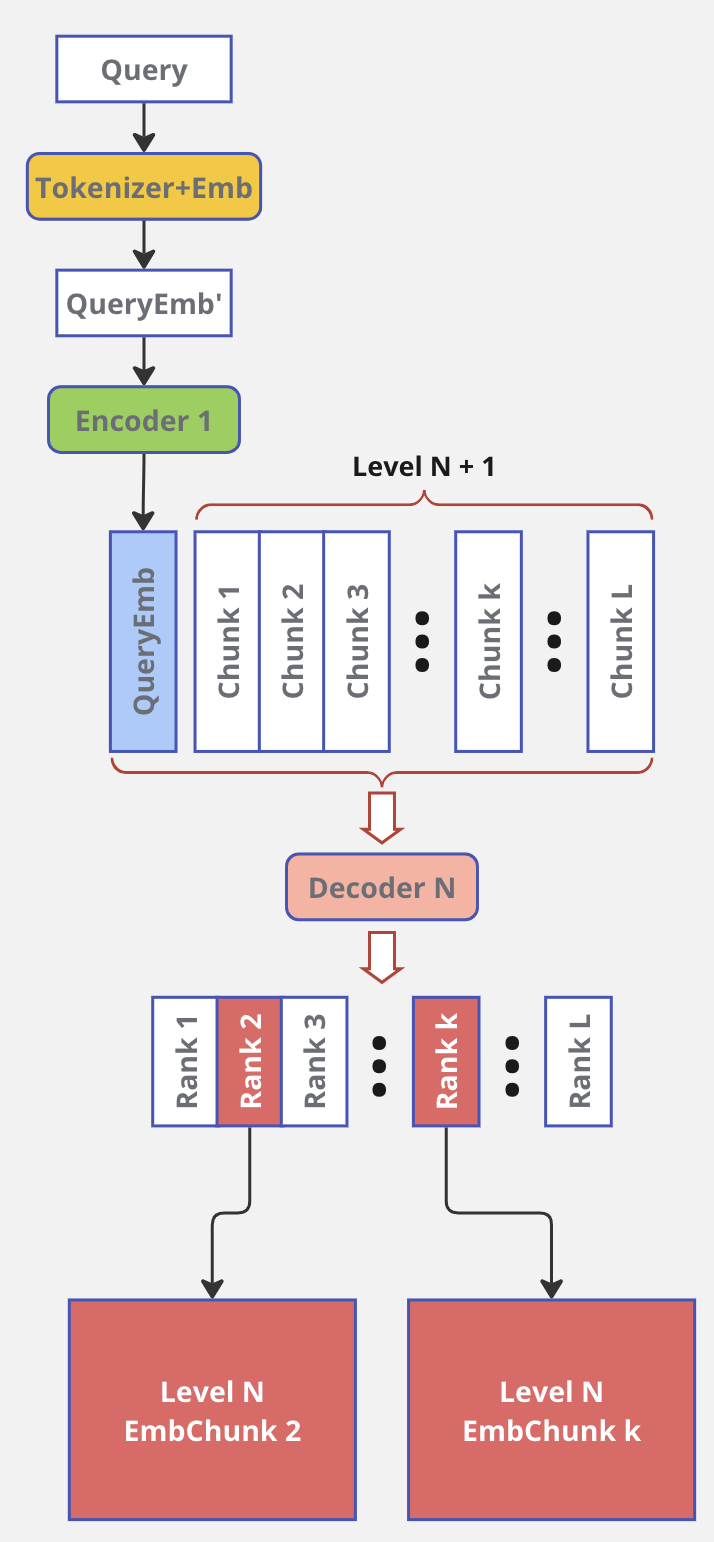 Query
Tokenizer+Emb
QueryEmb'
Encoder 1
Level N + 1
QueryEmb
Chunk 1
Chunk 2
Chunk 3
Chunk k
Chunk L
Decoder N
Rank 1
Rank 2
Rank 3
Rank k
Rank L
Level N
EmbChunk 2
Level N
EmbChunk k